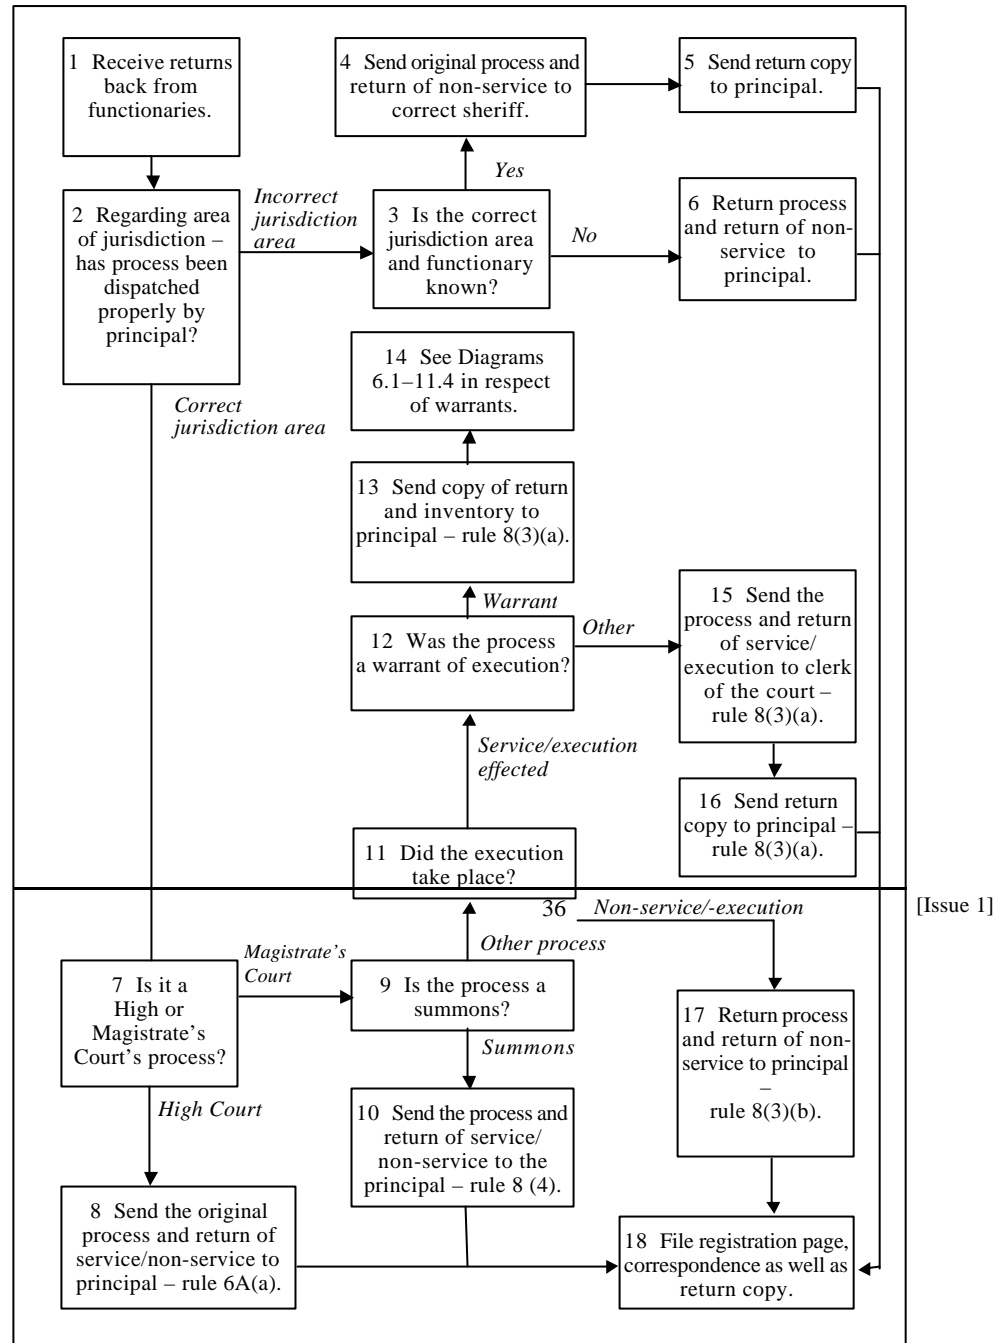 1 Receive returns
back from
functionaries.
4 Send original process and
return of non-service to
correct sheriff.
5 Send return copy
to principal.
Yes
2 Regarding area
of jurisdiction –
has process been
dispatched
properly by
principal?
Incorrect
jurisdiction
area
3 Is the correct
jurisdiction area
and functionary
known?
No
6 Return process
and return of non-
service to
principal.
14 See Diagrams
6.1–11.4 in respect
of warrants.
Correct
jurisdiction area
13 Send copy of return
and inventory to
principal – rule 8(3)(a).
Warrant
12 Was the process
a warrant of execution?
Other
15 Send the
process and return
of service/
execution to clerk
of the court –
rule 8(3)(a).
Service/execution
effected
16 Send return
copy to principal –
rule 8(3)(a).
11 Did the execution
take place?
36
Non-service/-execution
[Issue 1]
Other process
Magistrate's
Court
7 Is it a
High or
Magistrate's
Court's process?
9 Is the process a
summons?
17 Return process
and return of non-
service to principal
–
rule 8(3)(b).
Summons
High Court
10 Send the process and
return of service/
non-service to the
principal – rule 8 (4).
8 Send the original
process and return of
service/non-service to
principal – rule 6A(a).
18 File registration page,
correspondence as well as
return copy.